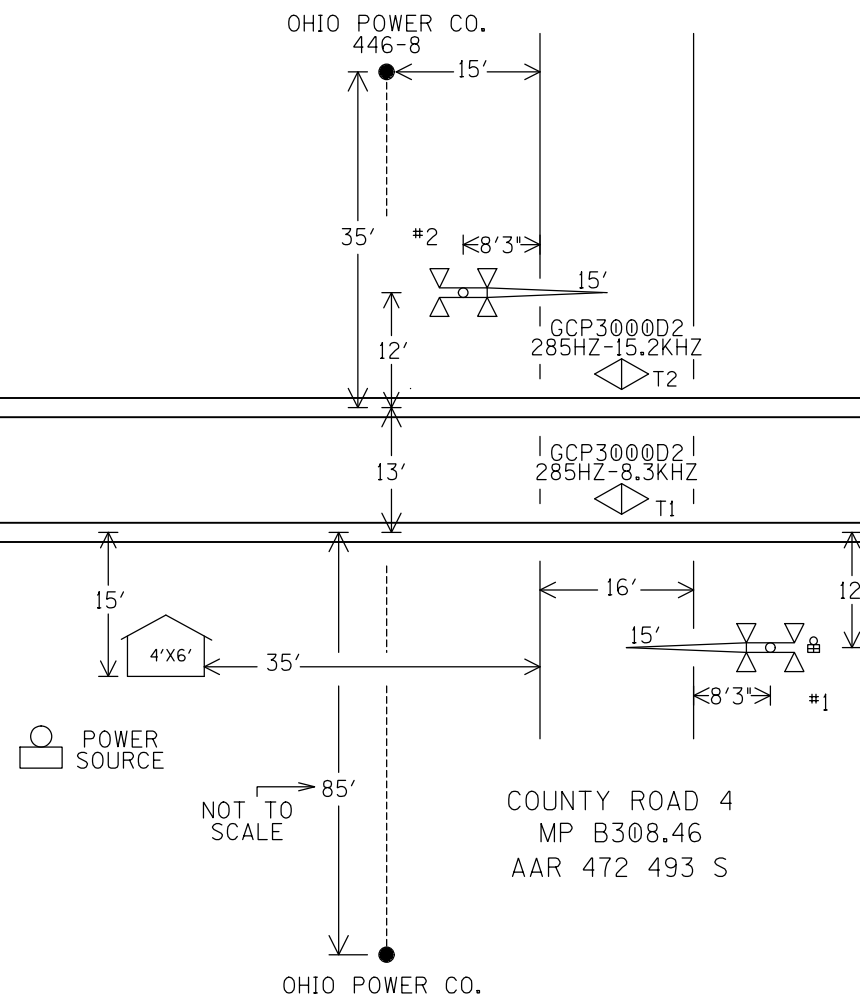 OHIO POWER CO.
446-8
15'
35'
#2
8'3"
15'
12'
GCP3000D2
285HZ-15.2KHZ
T2
13'
GCP3000D2
285HZ-8.3KHZ
T1
15'
16'
12
4'X6'
35'
15'
8'3"
#1
POWER
SOURCE
NOT TO
SCALE
85'
COUNTY ROAD 4
MP B308.46
AAR 472 493 S
OHIO POWER CO.